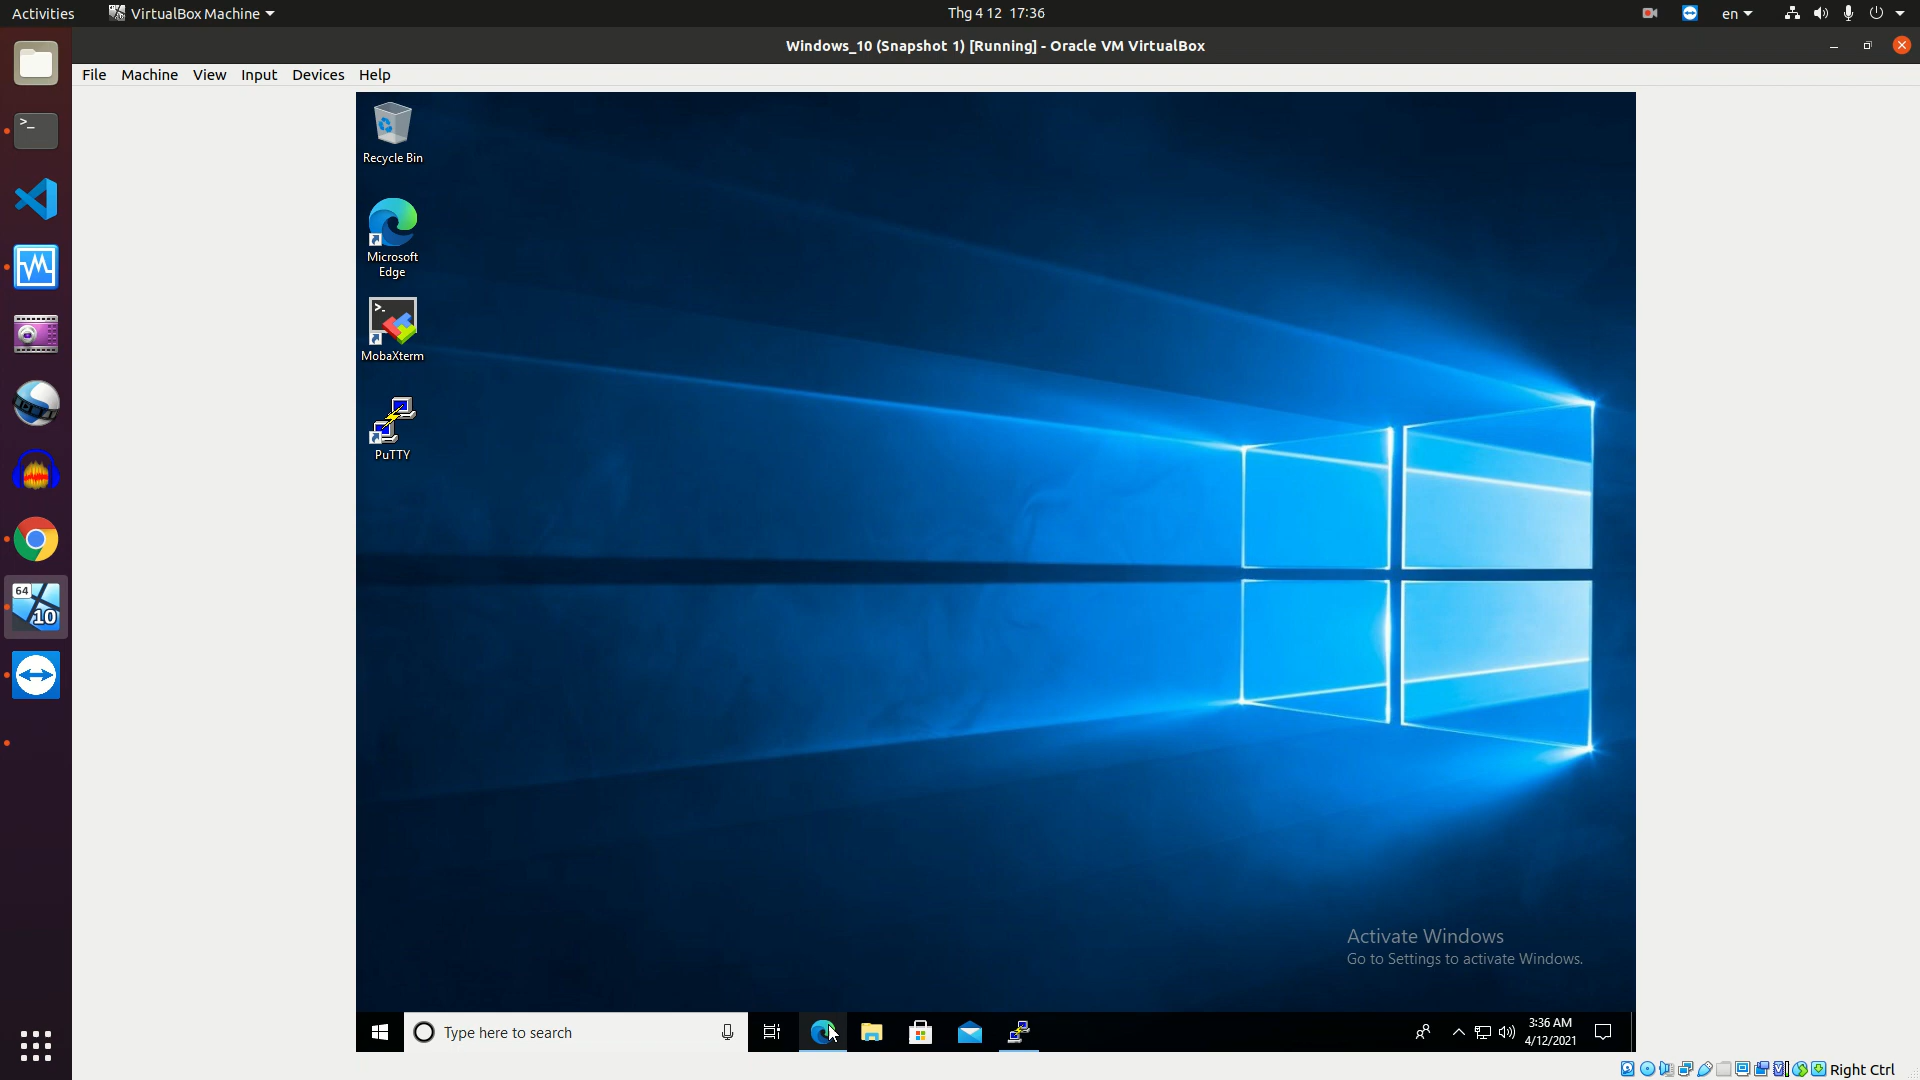 Activities
VirtualBox Machine
Thg 4 12 17:36
en
Windows_10 (Snapshot 1) [Running] - Oracle VM VirtualBox
File Machine View Input Devices Help
Recycle Bin
Microsoft
Edge
>_
MobaXterm
PuTTY
64
10
Activate Windows
Go to Settings to activate Windows.
Type here to search
3:36 AM
4/12/2021
Right Ctrl